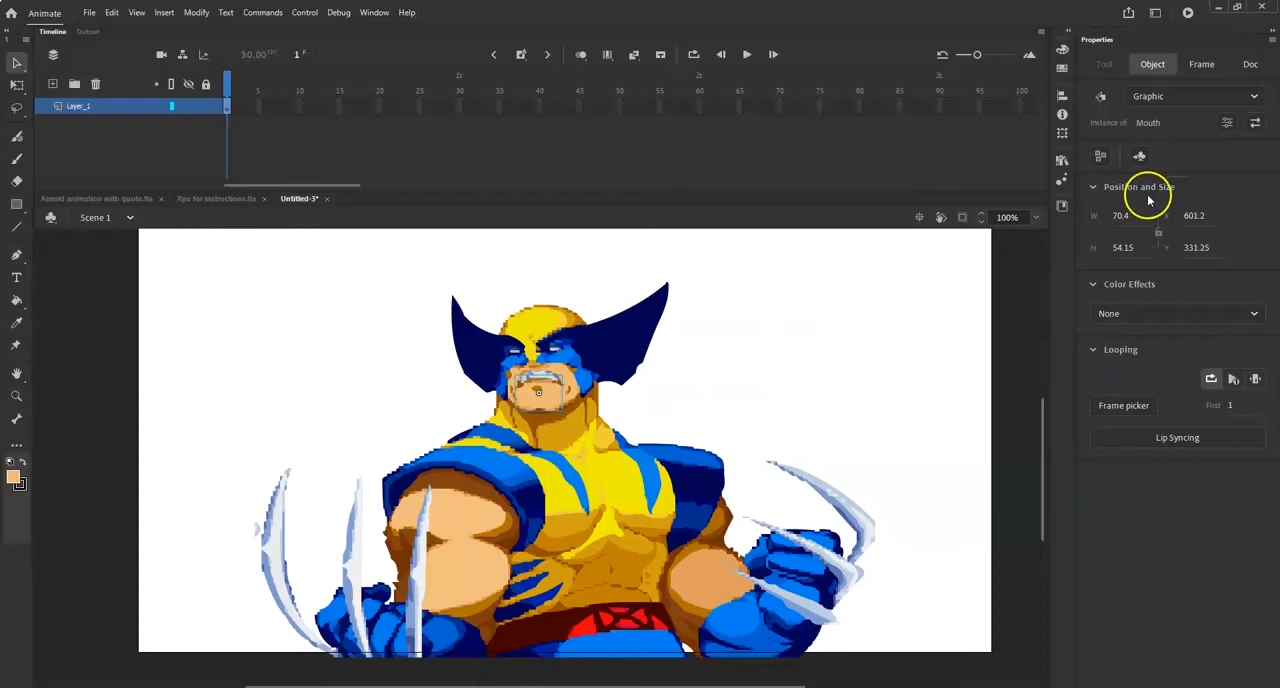 Animate File Edit View Insert Modify Text Commands Control Debug Window Help
Timeline Output
Properties
30.00 FPS 1 F
Tool Object Frame Doc
1s 2s 3s
5 10 15 20 25 30 35 40 45 50 55 60 65 70 75 80 85 90 95 100
Layer_1
Graphic
Instance of Mouth
Position and Size
Arnold animation with quote.fla Ryu for instructions.fla Untitled-3*
Scene 1
100%
W 70.4 X 601.2
H 54.15 Y 331.25
Color Effects
None
Looping
Frame picker First 1
Lip Syncing